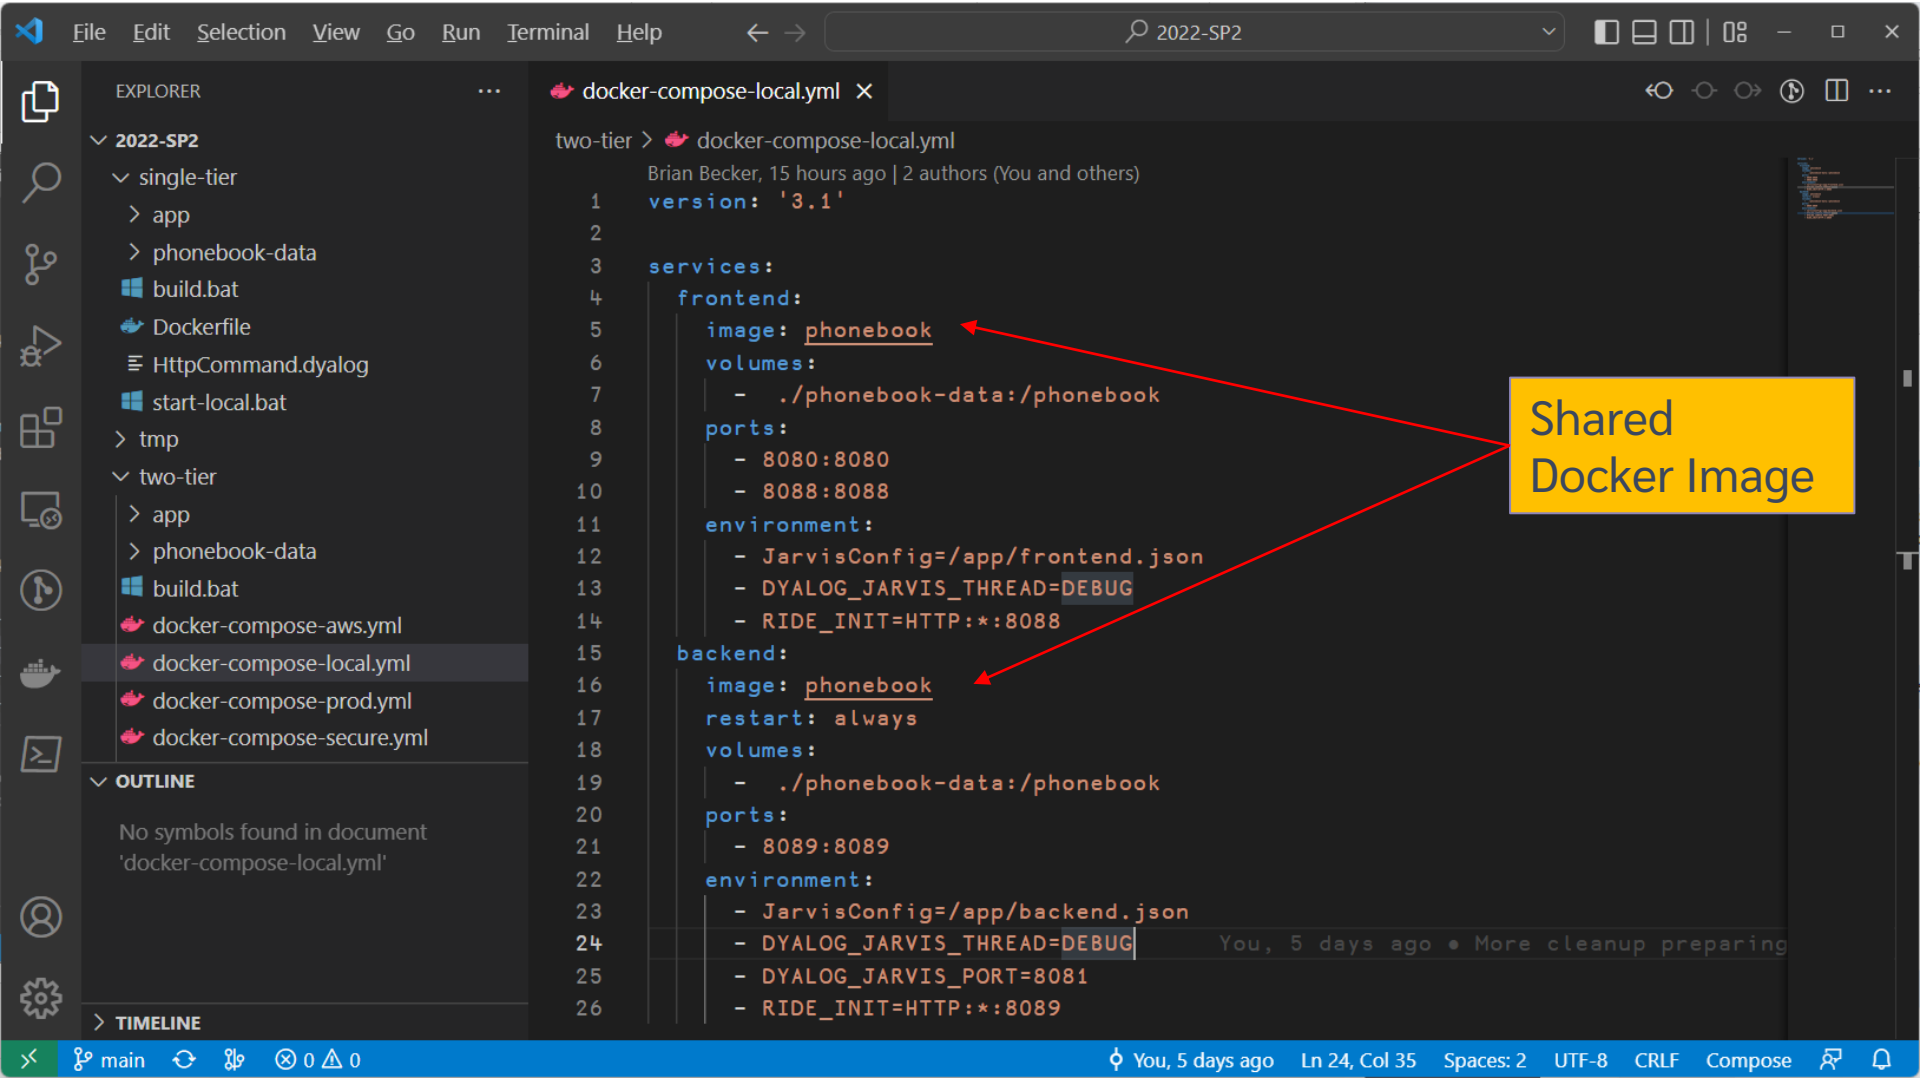 File Edit Selection View Go Run Terminal Help
2022-SP2
EXPLORER
2022-SP2
single-tier
app
phonebook-data
build.bat
Dockerfile
HttpCommand.dyalog
start-local.bat
tmp
two-tier
app
phonebook-data
build.bat
docker-compose-aws.yml
docker-compose-local.yml
docker-compose-prod.yml
docker-compose-secure.yml
OUTLINE
No symbols found in document
'docker-compose-local.yml'
TIMELINE
docker-compose-local.yml
two-tier > docker-compose-local.yml
Brian Becker, 15 hours ago | 2 authors (You and others)
1 version: '3.1'
2
3 services:
4 frontend:
5 image: phonebook
6 volumes:
7 - ./phonebook-data:/phonebook
8 ports:
9 - 8080:8080
10 - 8088:8088
11 environment:
12 - JarvisConfig=/app/frontend.json
13 - DYALOG_JARVIS_THREAD=DEBUG
14 - RIDE_INIT=HTTP:*:8088
15 backend:
16 image: phonebook
17 restart: always
18 volumes:
19 - ./phonebook-data:/phonebook
20 ports:
21 - 8089:8089
22 environment:
23 - JarvisConfig=/app/backend.json
24 - DYALOG_JARVIS_THREAD=DEBUG You, 5 days ago • More cleanup preparing
25 - DYALOG_JARVIS_PORT=8081
26 - RIDE_INIT=HTTP:*:8089
Shared
Docker Image
main 0 0 You, 5 days ago Ln 24, Col 35 Spaces: 2 UTF-8 CRLF Compose